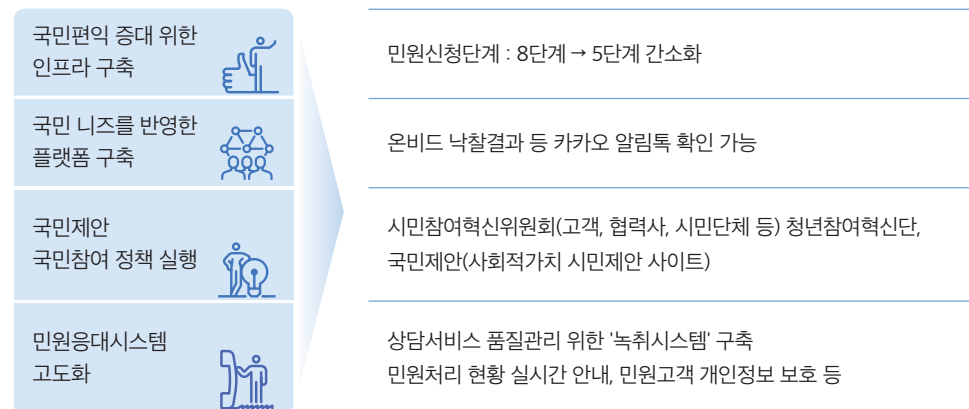 국민편익 증대 위한
인프라 구축
민원신청단계 : 8단계 → 5단계 간소화
국민 니즈를 반영한
플랫폼 구축
온비드 낙찰결과 등 카카오 알림톡 확인 가능
국민제안
국민참여 정책 실행
시민참여혁신위원회(고객, 협력사, 시민단체 등) 청년참여혁신단,
국민제안(사회적가치 시민제안 사이트)
민원응대시스템
고도화
상담서비스 품질관리 위한 '녹취시스템' 구축
민원처리 현황 실시간 안내, 민원고객 개인정보 보호 등